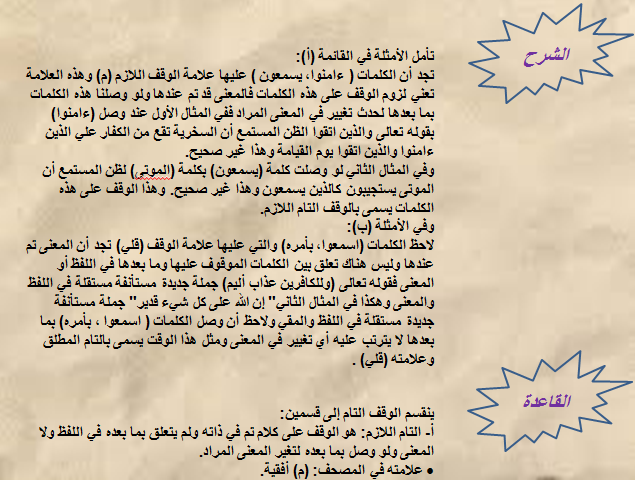 الشرح
تأمل الأمثلة في القائمة (أ):
تجد أن الكلمات ( ءامنوا، يسمعون ) عليها علامة الوقف اللازم (م) وهذه العلامة
تعني لزوم الوقف على هذه الكلمات فالمعنى قد تم عندها ولو وصلنا هذه الكلمات
بما بعدها لحدث تغيير في المعنى المراد ففي المثال الأول عند وصل (ءامنوا)
بقوله تعالى والذين اتقوا الظن المستمع أن السخرية تقع من الكفار علي الذين
ءامنوا والذين اتقوا يوم القيامة وهذا غير صحيح.
وفي المثال الثاني لو وصلت كلمة (يسمعون) بكلمة (الموتى) لظن المستمع أن
الموتى يستجيبون كالذين يسمعون وهذا غير صحيح. وهذا الوقف على هذه
الكلمات يسمى بالوقف التام اللازم.
وفي الأمثلة (ب):
لاحظ الكلمات (اسمعوا، بأمره) والتي عليها علامة الوقف (قلي) تجد أن المعنى تم
عندها وليس هناك تعلق بين الكلمات الموقوف عليها وما بعدها في اللفظ أو
المعنى فقوله تعالى (وللكافرين عذاب أليم) جملة جديدة مستأنفة مستقلة في اللفظ
والمعنى وهكذا في المثال الثاني" إن الله على كل شيء قدير" جملة مستأنفة
جديدة مستقلة في اللفظ والمقي ولاحظ أن وصل الكلمات ( اسمعوا ، بأمره) بما
بعدها لا يترتب عليه أي تغيير في المعنى ومثل هذا الوقت يسمى بالتام المطلق
وعلامته (قلي) .
القاعدة
ينقسم الوقف التام إلى قسمين:
أ- التام اللازم: هو الوقف على كلام تم في ذاته ولم يتعلق بما بعده في اللفظ ولا
المعنى ولو وصل بما بعده لتغير المعنى المراد.
• علامته في المصحف: (م) أفقية.